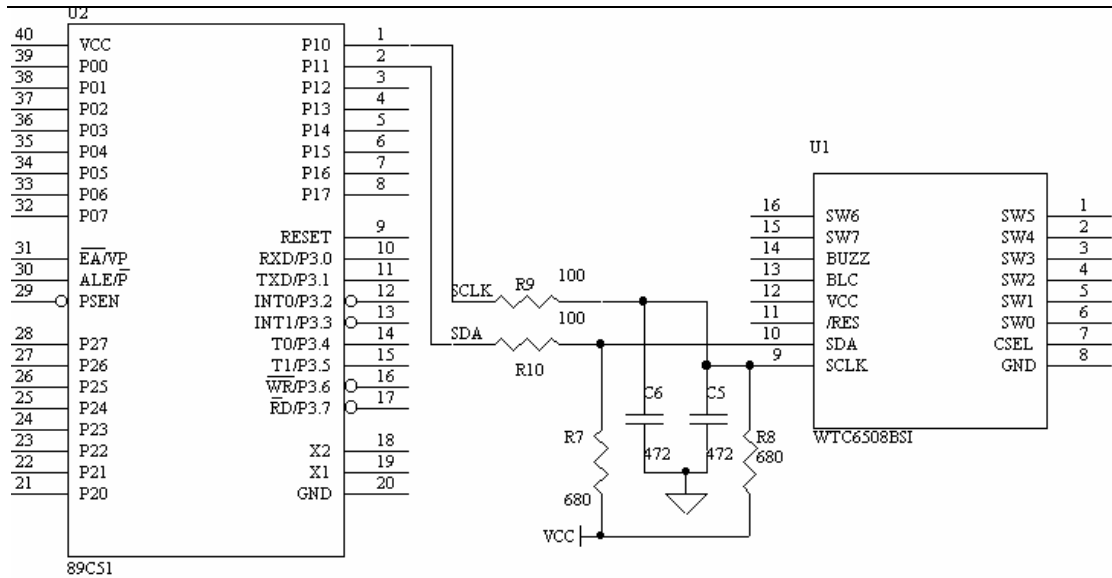 U2
40 VCC P10 1
39 P00 P11 2
38 P01 P12 3
37 P02 P13 4
36 P03 P14 5
35 P04 P15 6
34 P05 P16 7
33 P06 P17 8
32 P07
RESET 9
31 EA/VP RXD/P3.0 10
30 ALE/P TXD/P3.1 11
29 PSEN INT0/P3.2 12
INT1/P3.3 13
28 P27 T0/P3.4 14
27 P26 T1/P3.5 15
26 P25 WR/P3.6 16
25 P24 RD/P3.7 17
24 P23
23 P22 X2 18
22 P21 X1 19
21 P20 GND 20
89C51
SCLK R9 100
SDA 100
R10
C6 C5
R7 472 472 R8
680
680
VCC
U1
16 SW6 SW5 1
15 SW7 SW4 2
14 BUZZ SW3 3
13 BLC SW2 4
12 VCC SW1 5
11 /RES SW0 6
10 SDA CSEL 7
9 SCLK GND 8
WTC6508BSI